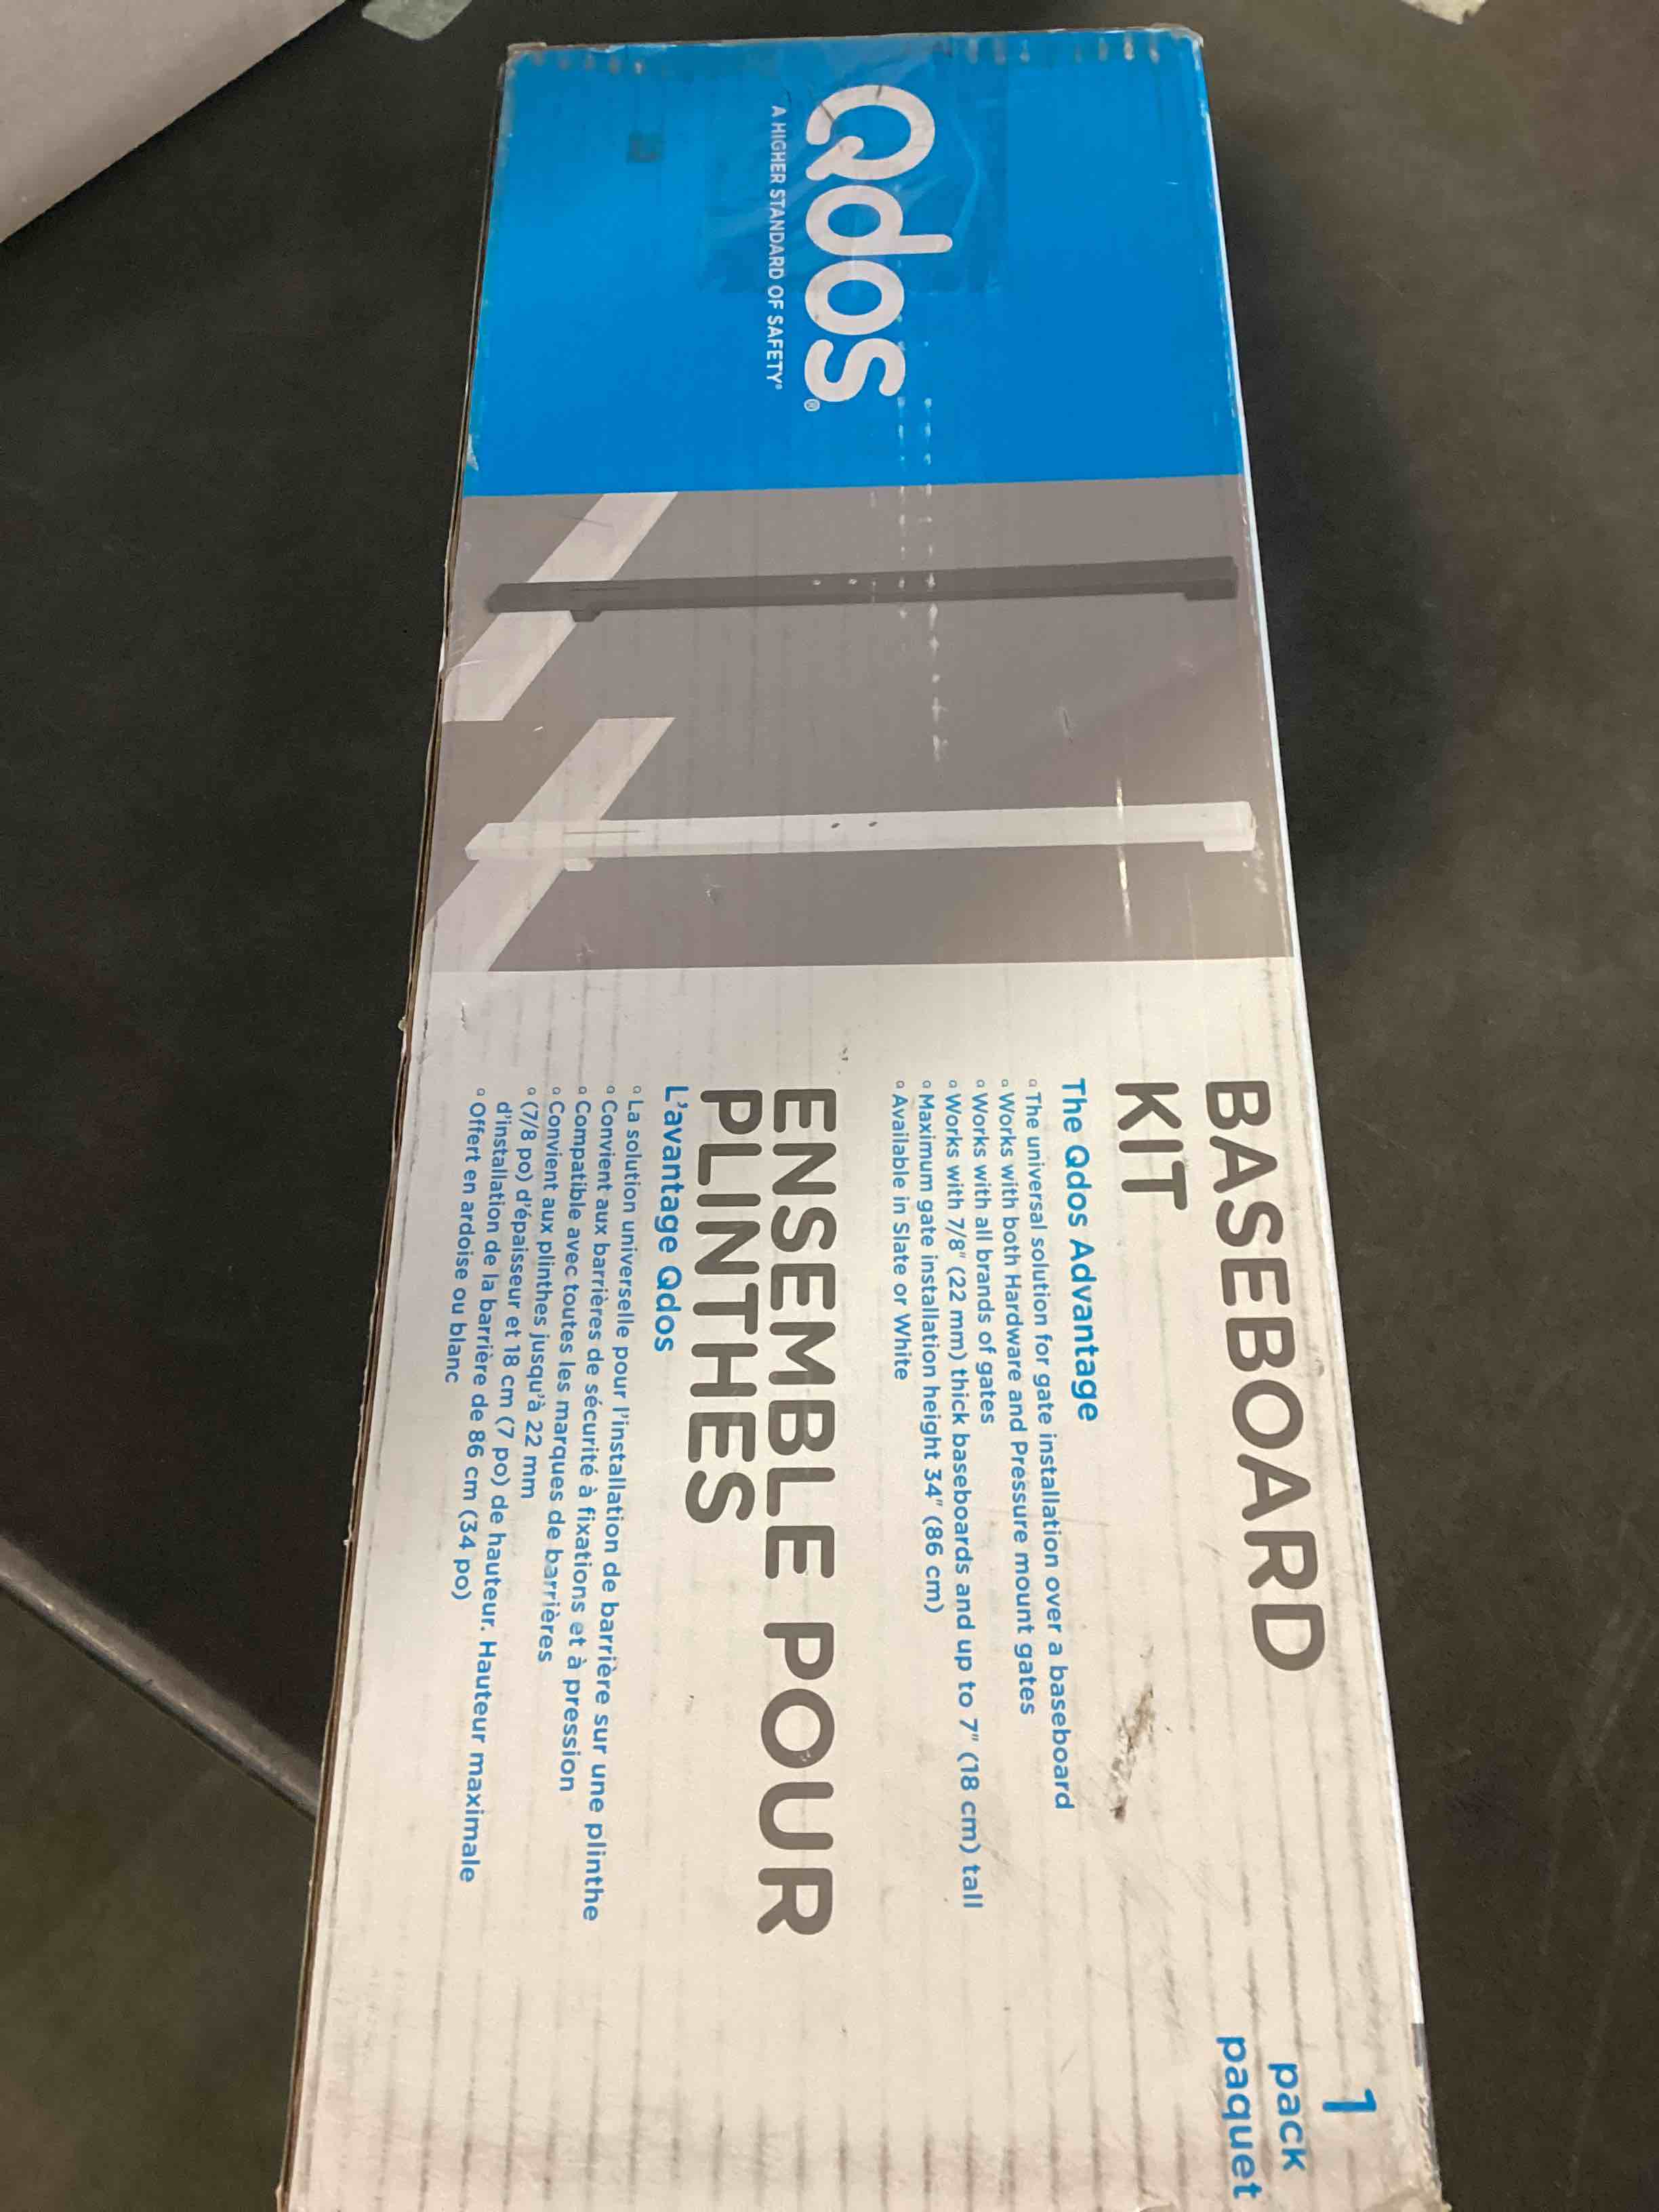 Qdos®
A HIGHER STANDARD OF SAFETY®
BASEBOARD
KIT
The Qdos Advantage
The universal solution for gate installation over a baseboard
Works with both Hardware and Pressure mount gates
Works with all brands of gates
Works with 7/8" (22 mm) thick baseboards and up to 7" (18 cm) tall
Maximum gate installation height 34" (86 cm)
Available in Slate or White
ENSEMBLE POUR
PLINTHES
L'avantage Qdos
La solution universelle pour l'installation de barrière sur une plinthe
Convient aux barrières de sécurité à fixations et à pression
Compatible avec toutes les marques de barrières
Convient aux plinthes jusqu'à 22 mm
(7/8 po) d'épaisseur et 18 cm (7 po) de hauteur. Hauteur maximale
d'installation de la barrière de 86 cm (34 po)
Offert en ardoise ou blanc
1
pack
paquet